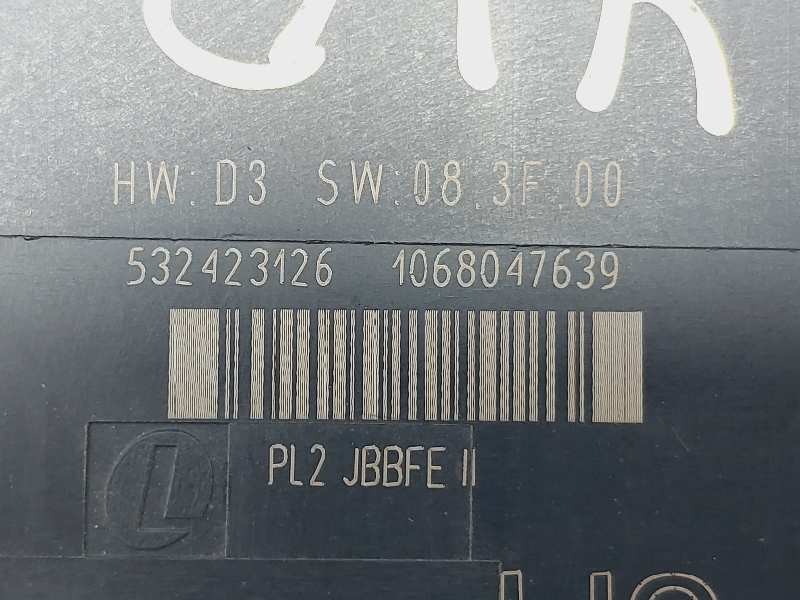 HW:D3 SW:08.3F.00
532423126 1068047639
PL2 JBBFE II
L